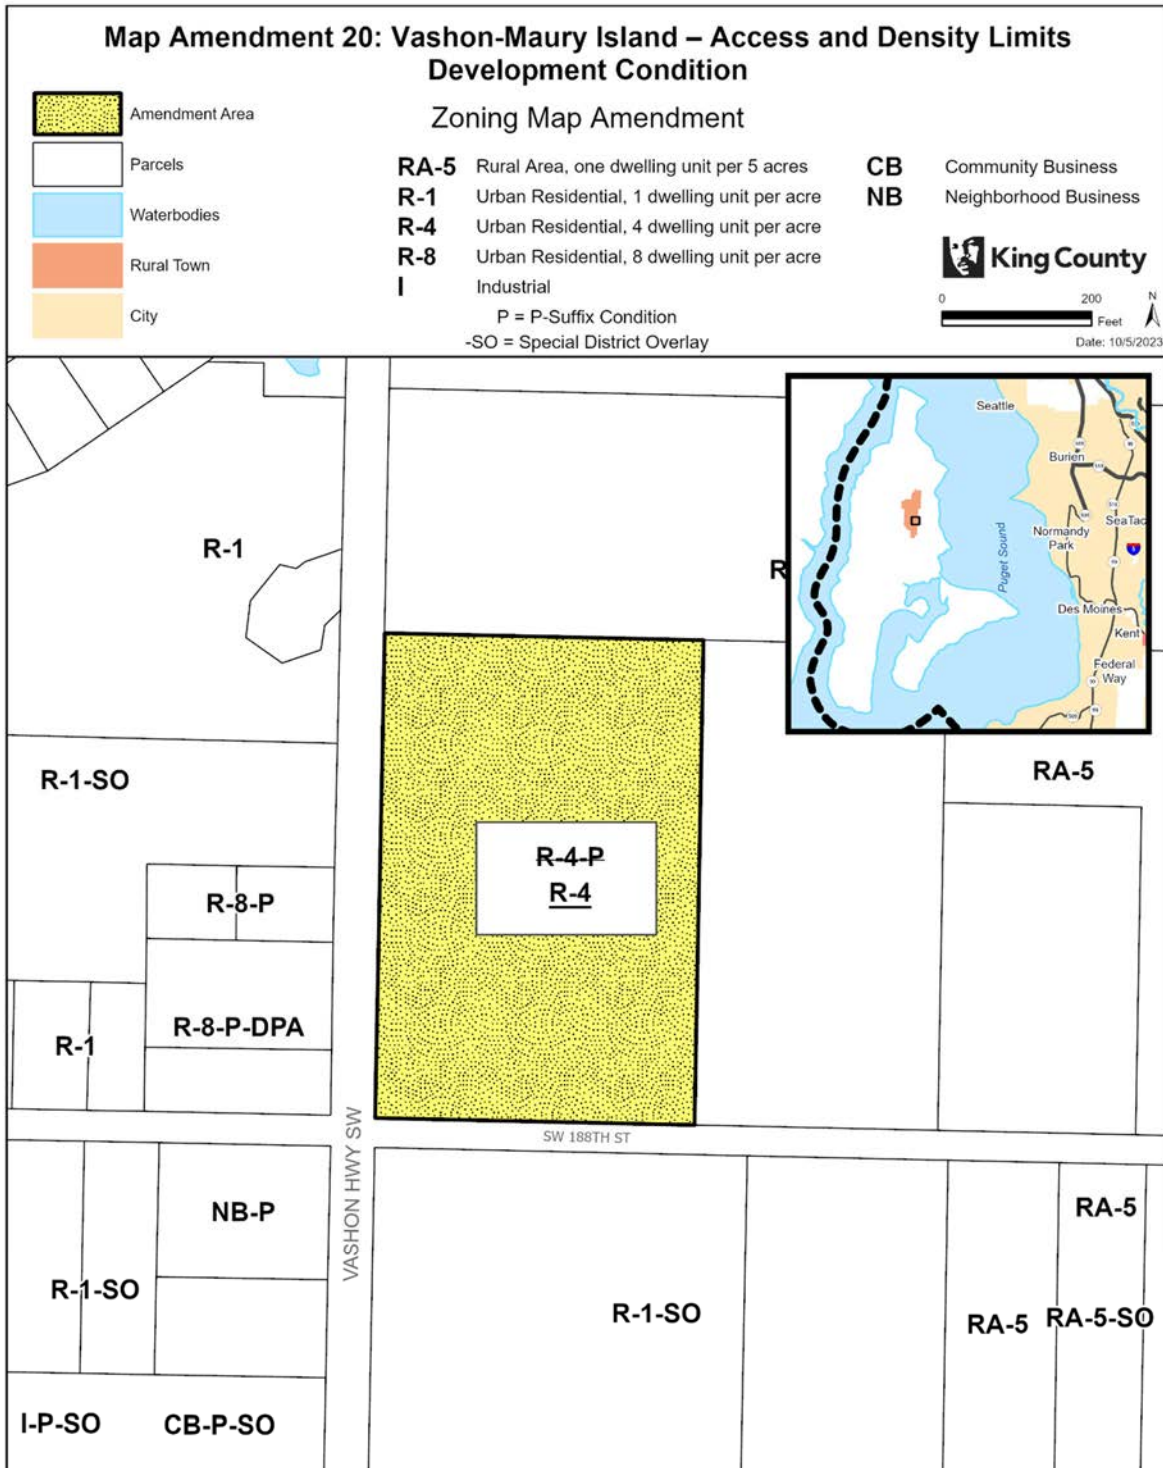 Map Amendment 20: Vashon-Maury Island – Access and Density Limits
Development Condition
Zoning Map Amendment
Amendment Area
Parcels
Waterbodies
Rural Town
City
RA-5 Rural Area, one dwelling unit per 5 acres
R-1 Urban Residential, 1 dwelling unit per acre
R-4 Urban Residential, 4 dwelling unit per acre
R-8 Urban Residential, 8 dwelling unit per acre
I Industrial
P = P-Suffix Condition
-SO = Special District Overlay
CB Community Business
NB Neighborhood Business
King County
0 200
Feet
N
Date: 10/5/2023
Seattle
Burien
Normandy
Park
SeaTac
Puget Sound
Des Moines
Kent
Federal
Way
R-1
R
R-1-SO
RA-5
R-4-P
R-4
R-8-P
R-8-P-DPA
R-1
SW 188TH ST
VASHON HWY SW
NB-P
RA-5
R-1-SO
R-1-SO
RA-5
RA-5-SO
I-P-SO
CB-P-SO